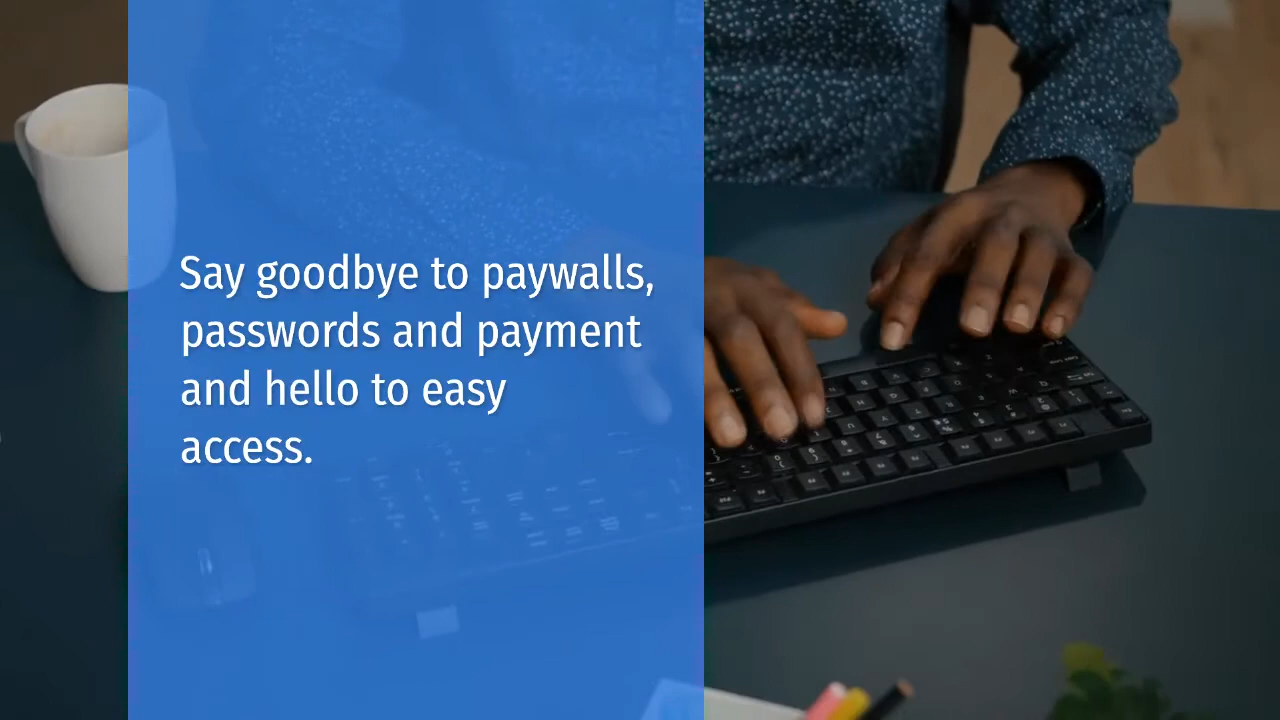 Say goodbye to paywalls,
passwords and payment
and hello to easy
access.